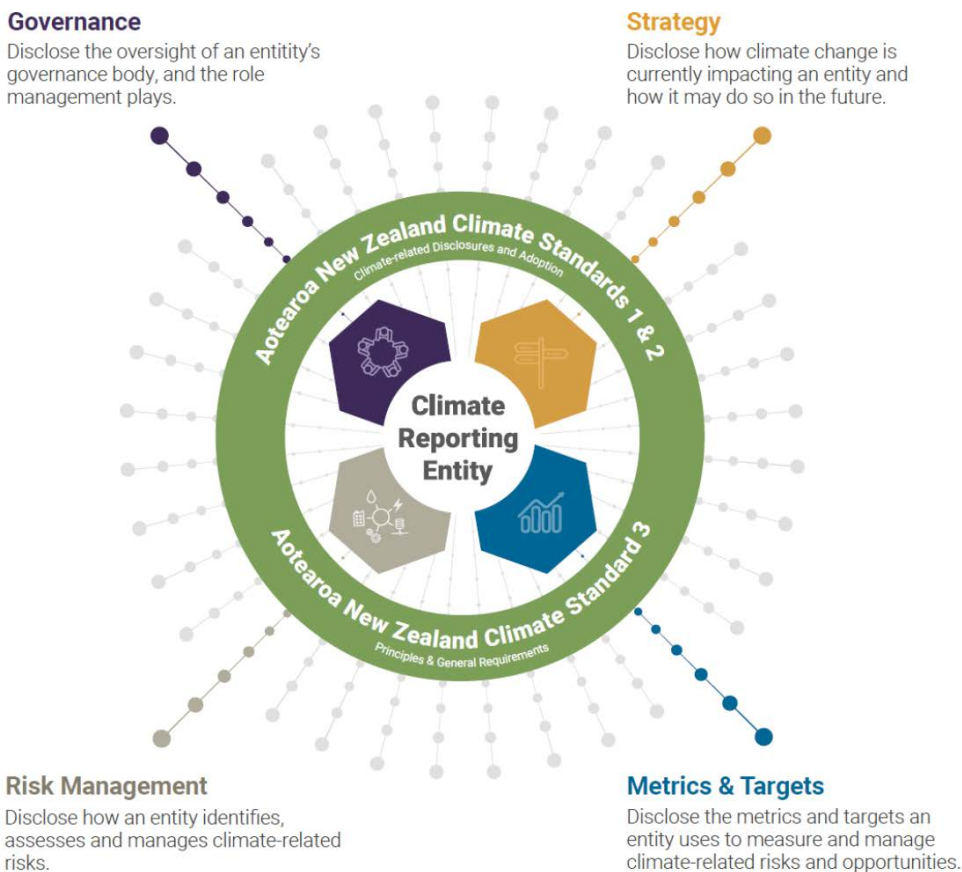 Governance
Disclose the oversight of an entitity's
governance body, and the role
management plays.
Strategy
Disclose how climate change is
currently impacting an entity and
how it may do so in the future.
Aotearoa New Zealand Climate Standards 1 & 2
Climate-related Disclosures and Adoption
Climate
Reporting
Entity
Aotearoa New Zealand Climate Standard 3
Principles & General Requirements
Risk Management
Disclose how an entity identifies,
assesses and manages climate-related
risks.
Metrics & Targets
Disclose the metrics and targets an
entity uses to measure and manage
climate-related risks and opportunities.